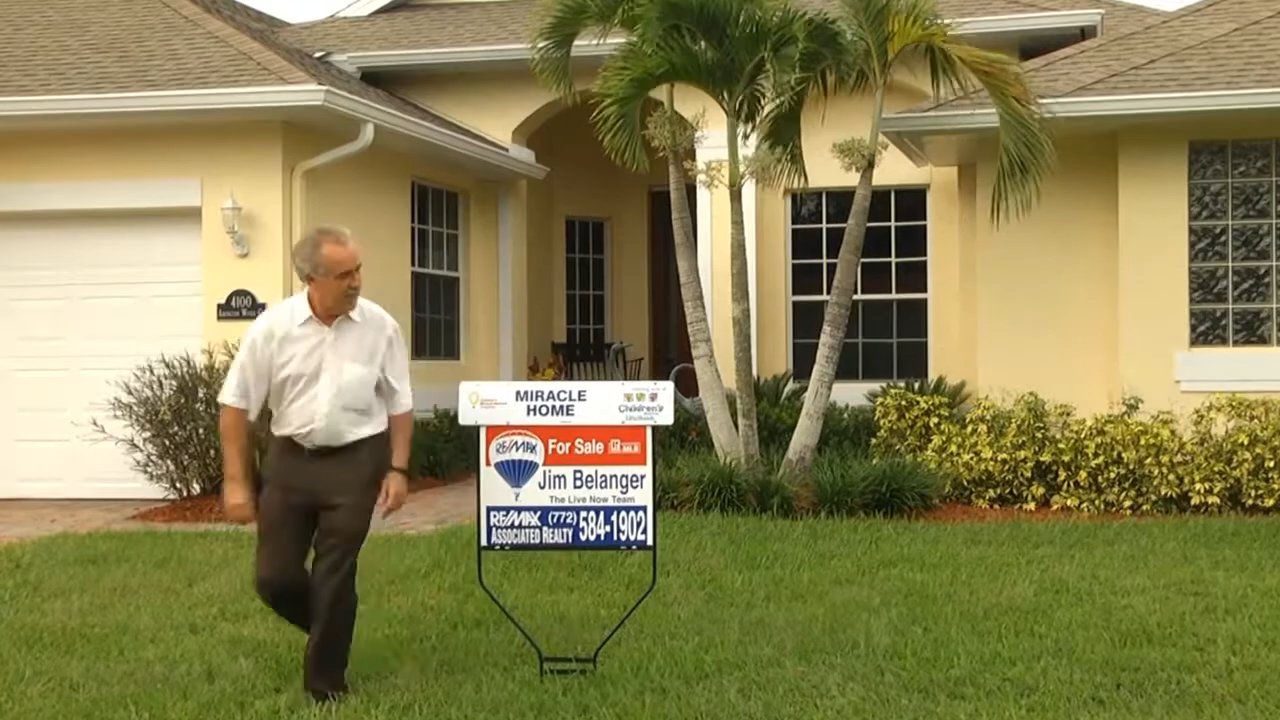 4100
MIRACLE
HOME
Children's
RE/MAX
For Sale
Jim Belanger
The Live Now Team
RE/MAX (772) 584-1902
ASSOCIATED REALTY